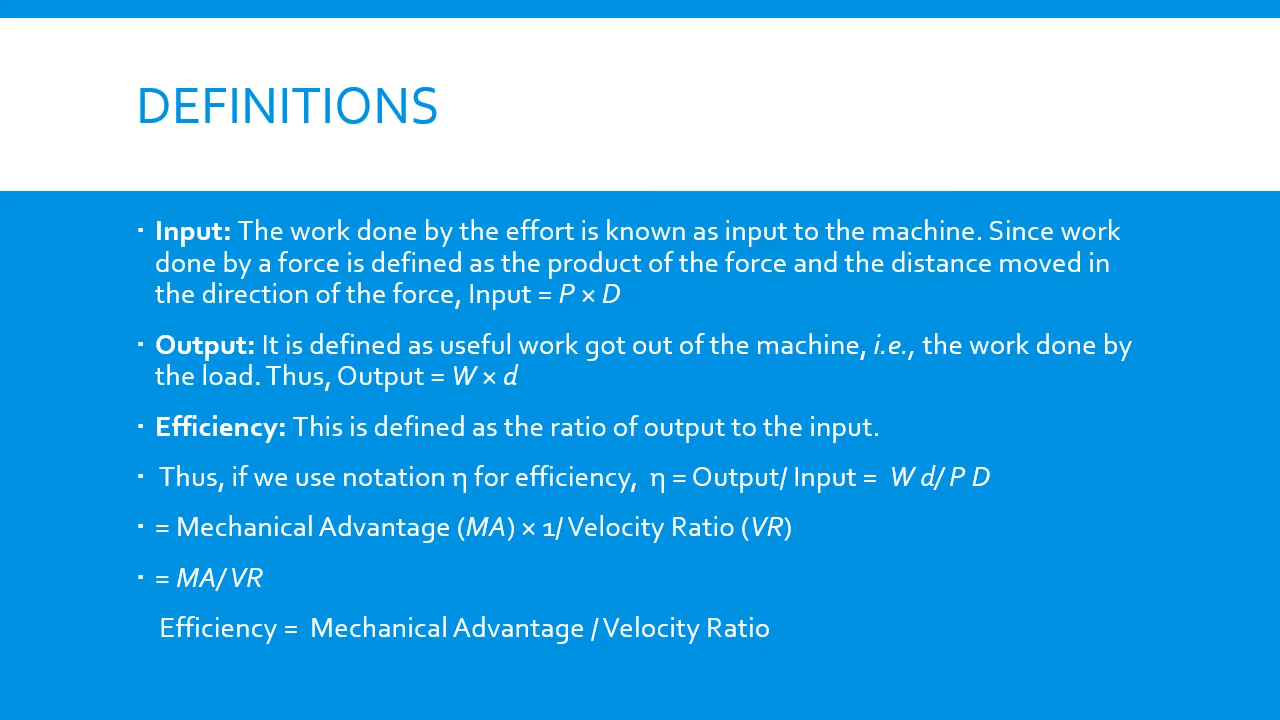 DEFINITIONS
▪ Input: The work done by the effort is known as input to the machine. Since work
done by a force is defined as the product of the force and the distance moved in
the direction of the force, Input = P × D
▪ Output: It is defined as useful work got out of the machine, i.e., the work done by
the load. Thus, Output = W × d
▪ Efficiency: This is defined as the ratio of output to the input.
▪ Thus, if we use notation η for efficiency, η = Output/ Input = W d/ P D
▪ = Mechanical Advantage (MA) × 1/ Velocity Ratio (VR)
▪ = MA/ VR
Efficiency = Mechanical Advantage / Velocity Ratio